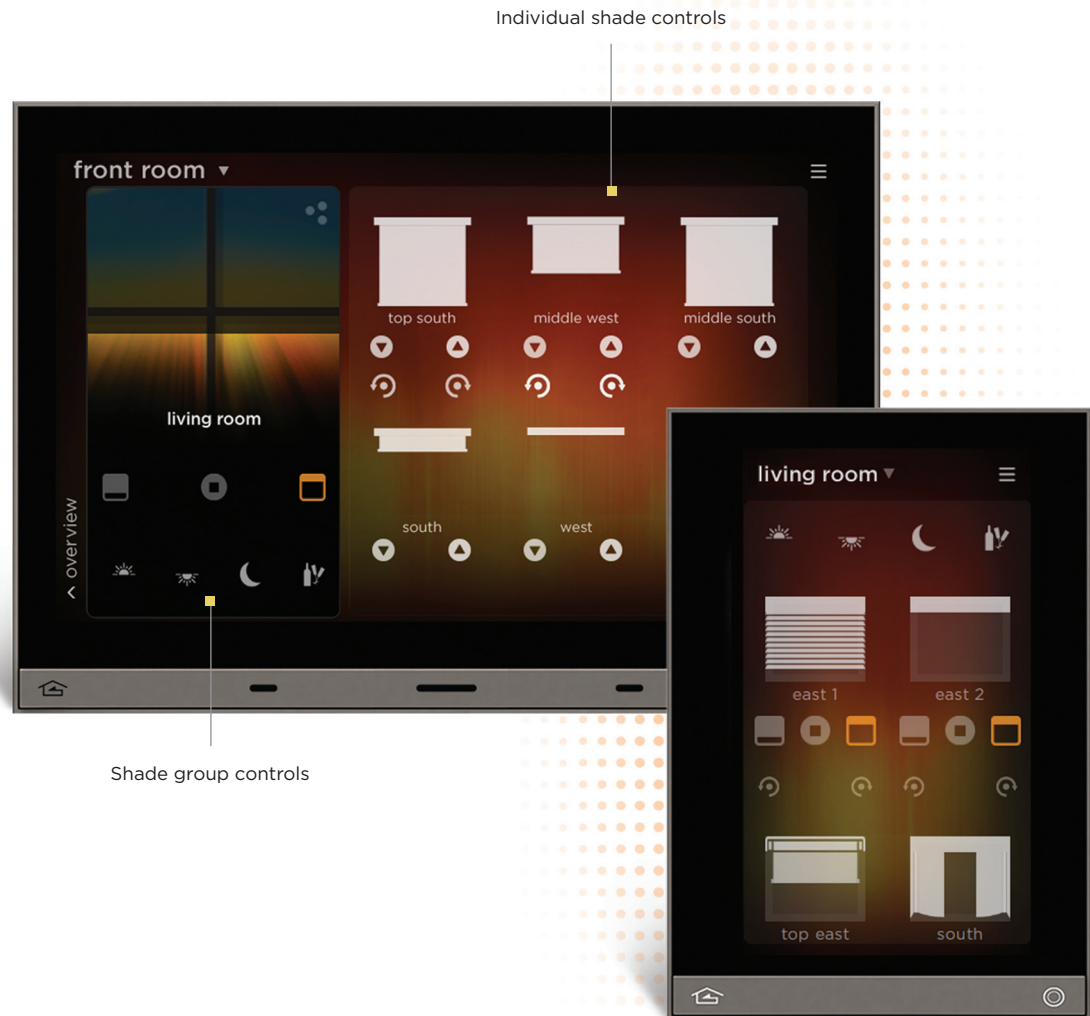 Individual shade controls
front room
top south
middle west
middle south
living room
south
west
overview
Shade group controls
living room
east 1
east 2
top east
south